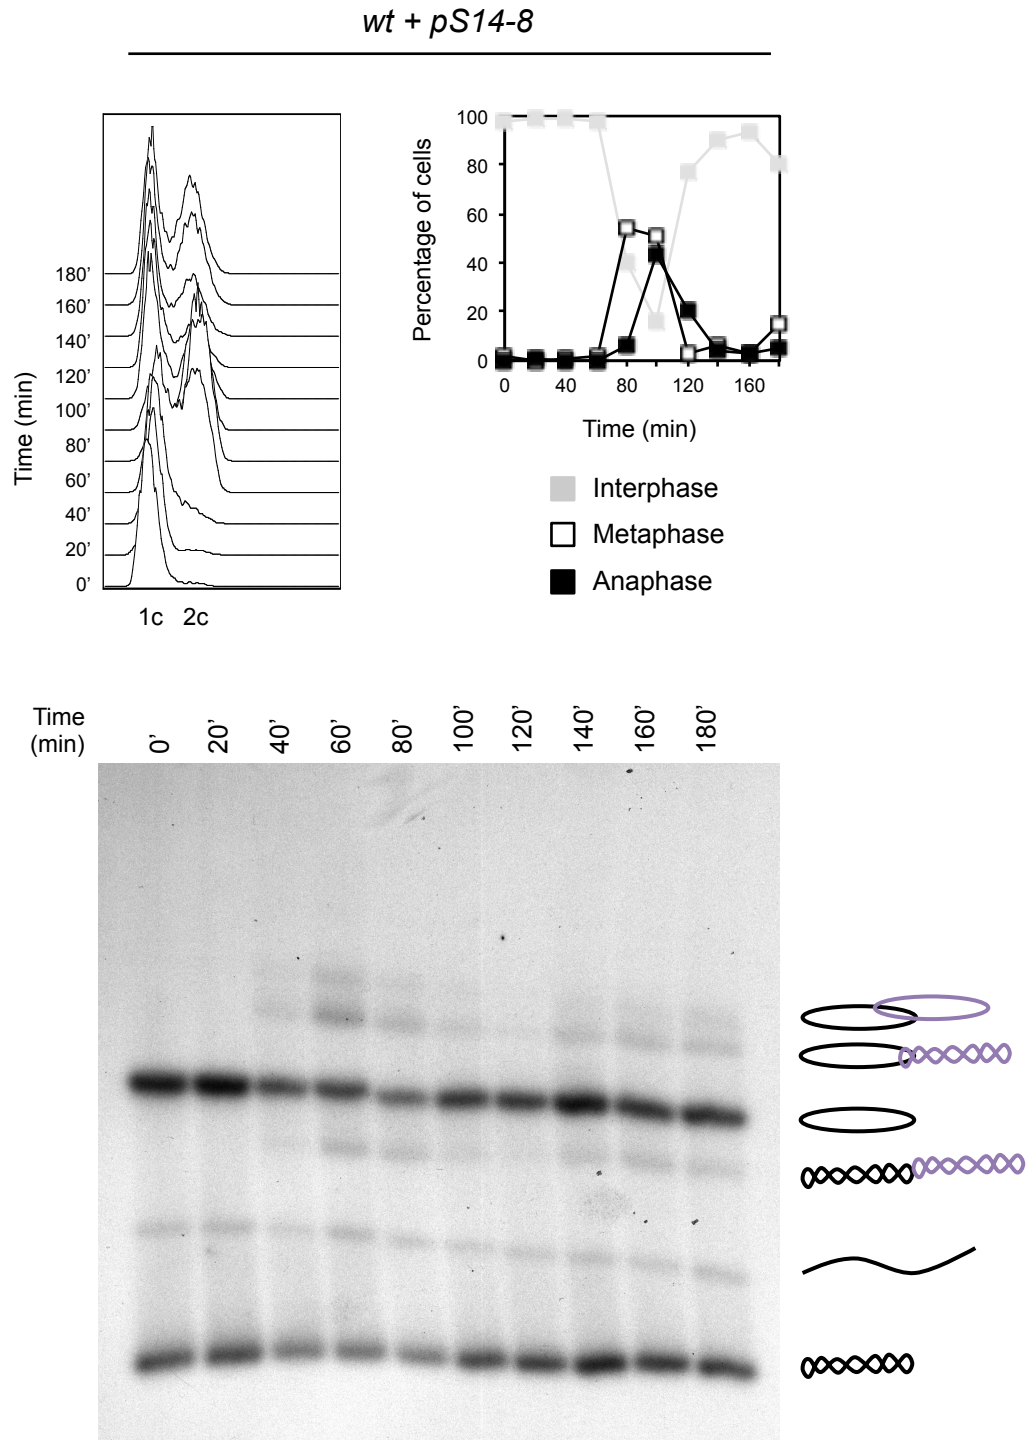 wt + pS14-8
Time (min)
180’
160’
140’
120’
100’
80’
60’
40’
20’
0’
1c 2c
Percentage of cells
100
80
60
40
20
0
0 40 80 120 160
Time (min)
Interphase
Metaphase
Anaphase
Time
(min)
0’ 20’ 40’ 60’ 80’ 100’ 120’ 140’ 160’ 180’